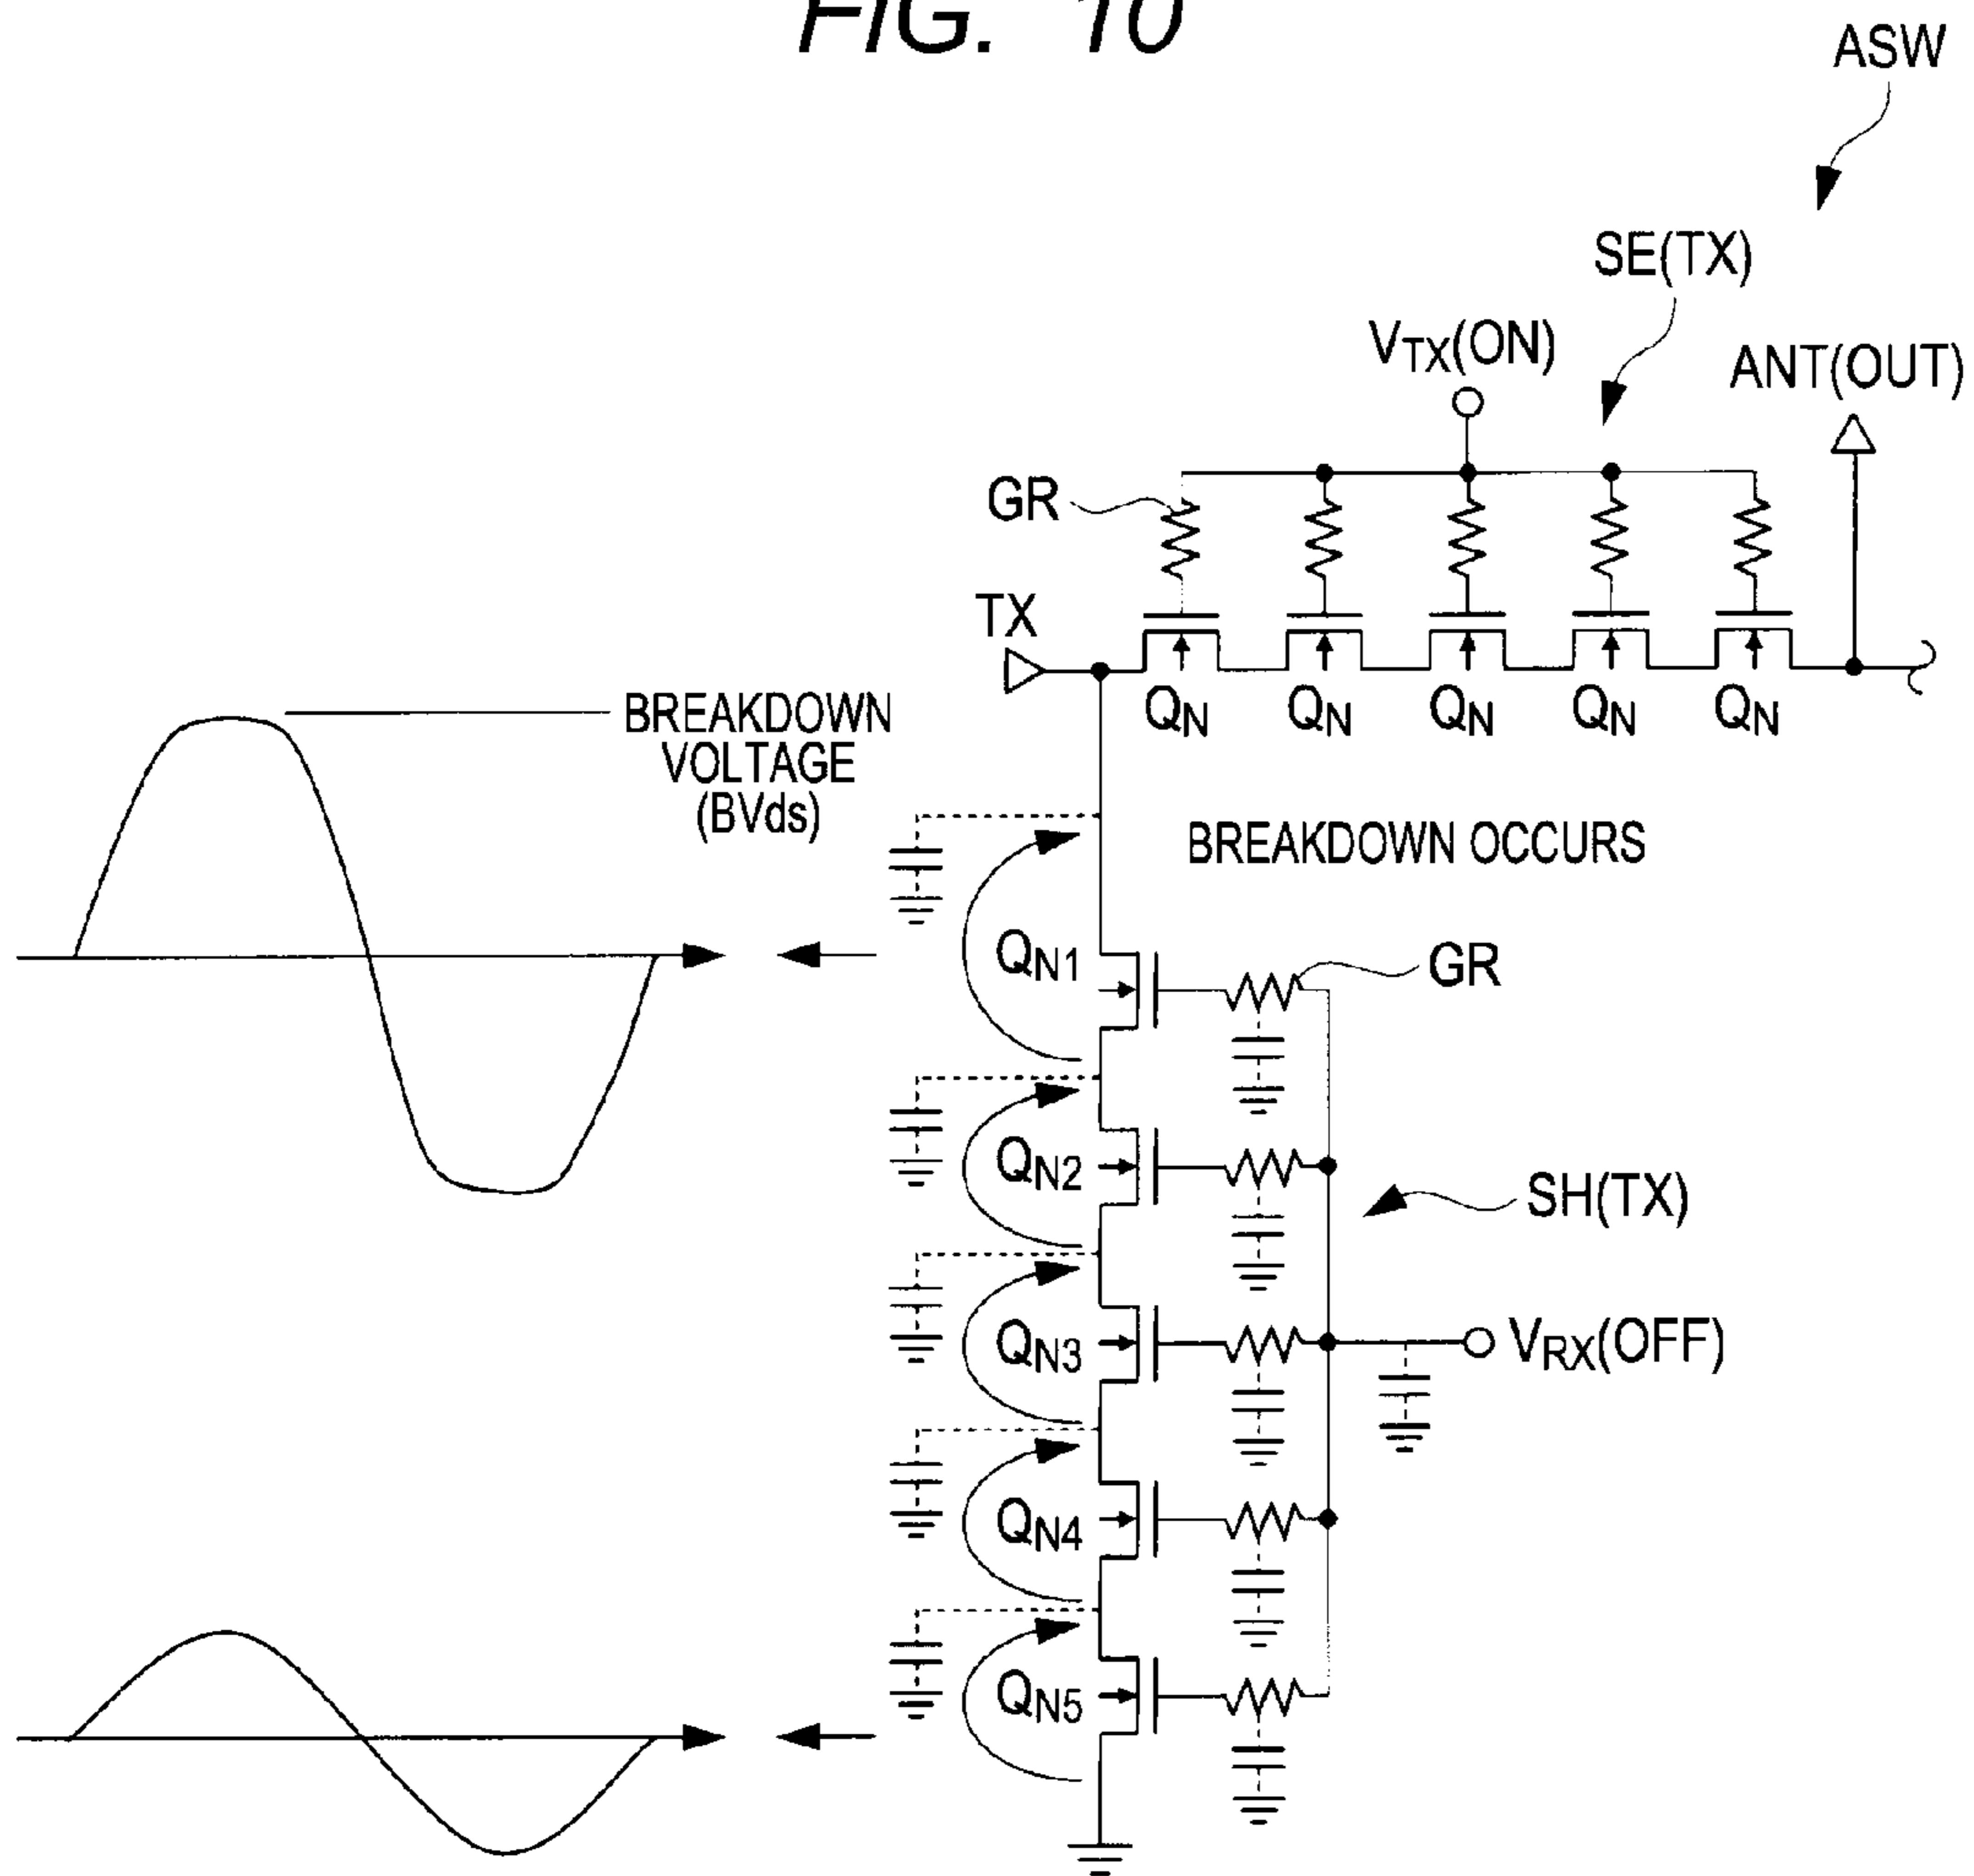 FIG. 10
ASW
SE(TX)
VTX(ON)
ANT(OUT)
GR
TX
QN QN QN QN QN
BREAKDOWN
VOLTAGE
(BVds)
BREAKDOWN OCCURS
QN1
GR
QN2
SH(TX)
QN3
VRX(OFF)
QN4
QN5